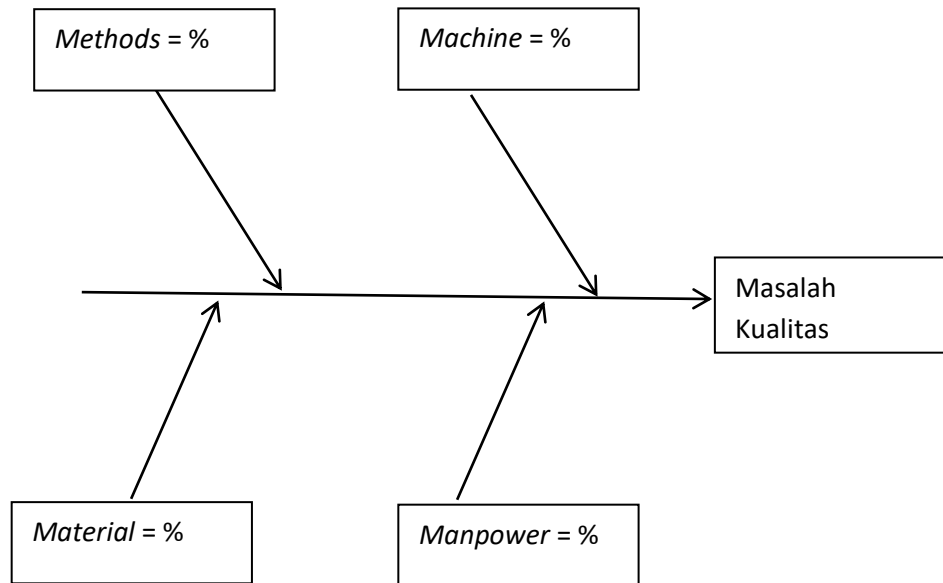 Methods = %
Machine = %
Masalah
Kualitas
Material = %
Manpower = %